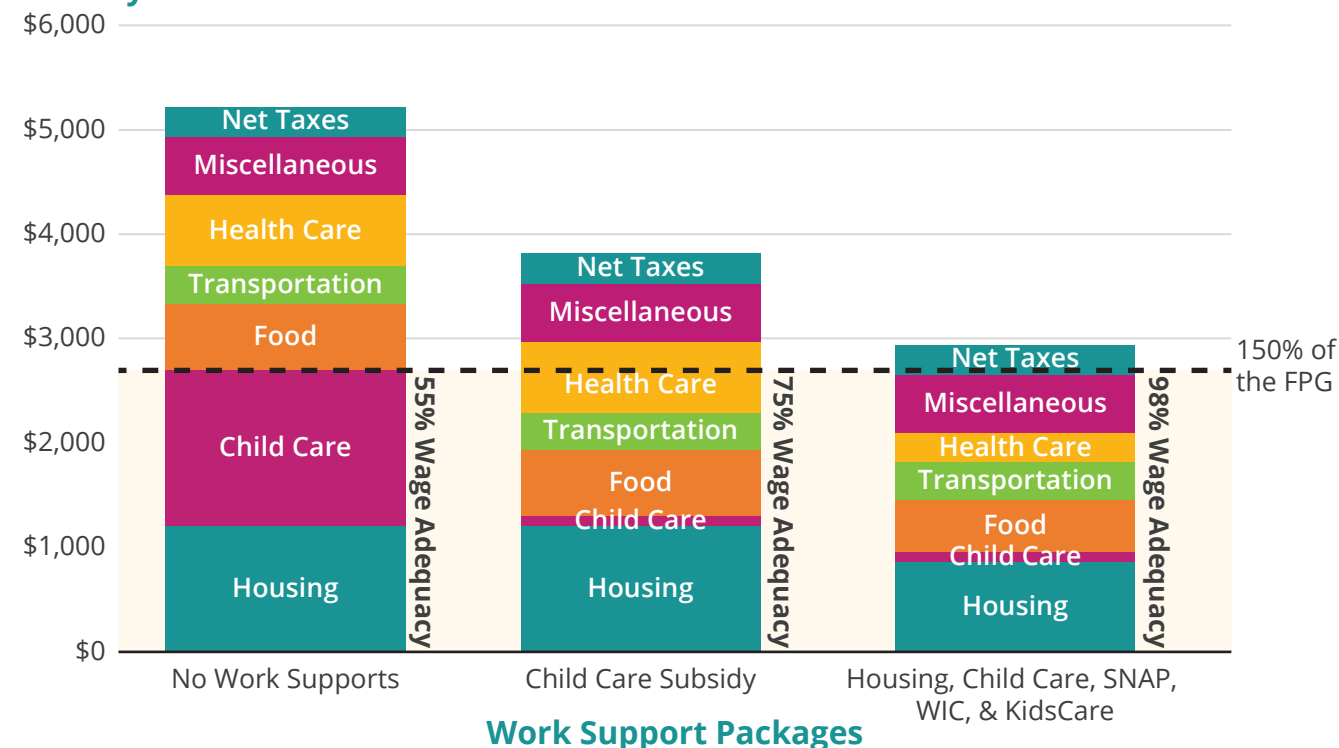 $6,000
$5,000
$4,000
$3,000
$2,000
$1,000
$0
Net Taxes
Miscellaneous
Health Care
Transportation
Food
Child Care
Housing
55% Wage Adequacy
Net Taxes
Miscellaneous
Health Care
Transportation
Food
Child Care
Housing
75% Wage Adequacy
Net Taxes
Miscellaneous
Health Care
Transportation
Food
Child Care
Housing
98% Wage Adequacy
150% of
the FPG
No Work Supports
Child Care Subsidy
Housing, Child Care, SNAP,
WIC, & KidsCare
Work Support Packages